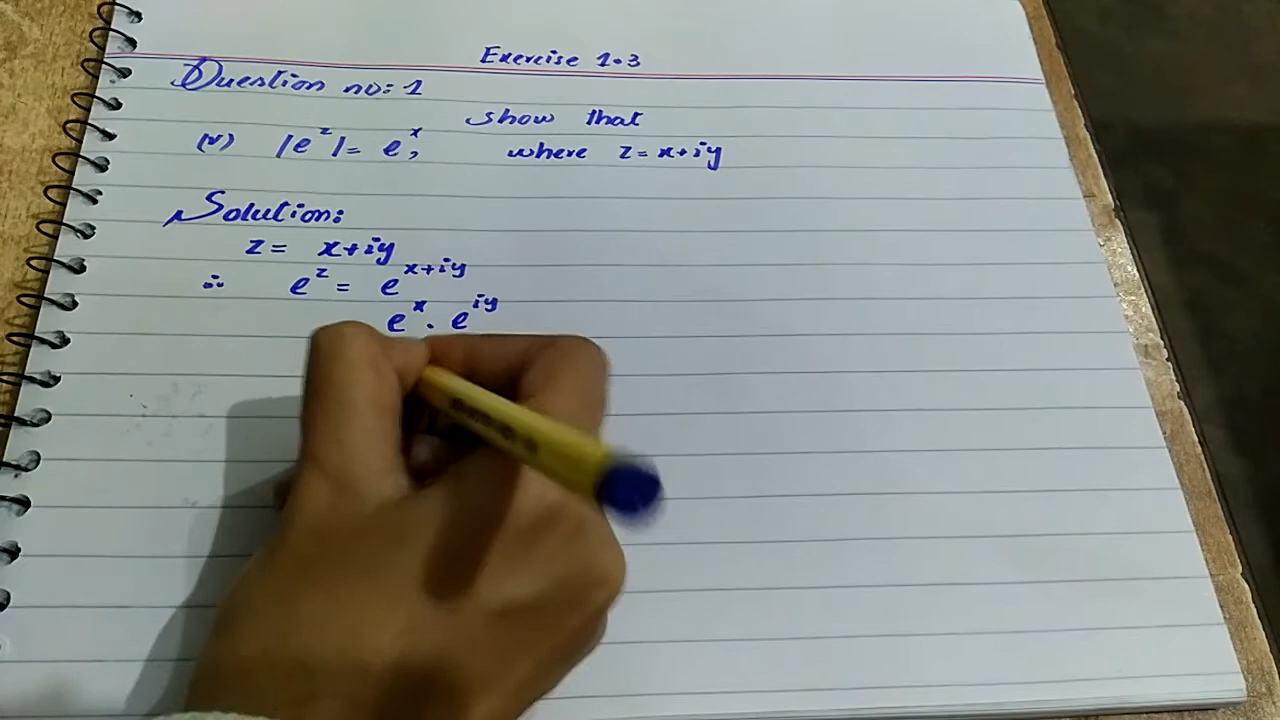 Exercise 1.3
Question no: 1
show that
(v) |e^z| = e^x, where z = x+iy
Solution:
z = x+iy
∴ e^z = e^{x+iy}
e^x . e^{iy}